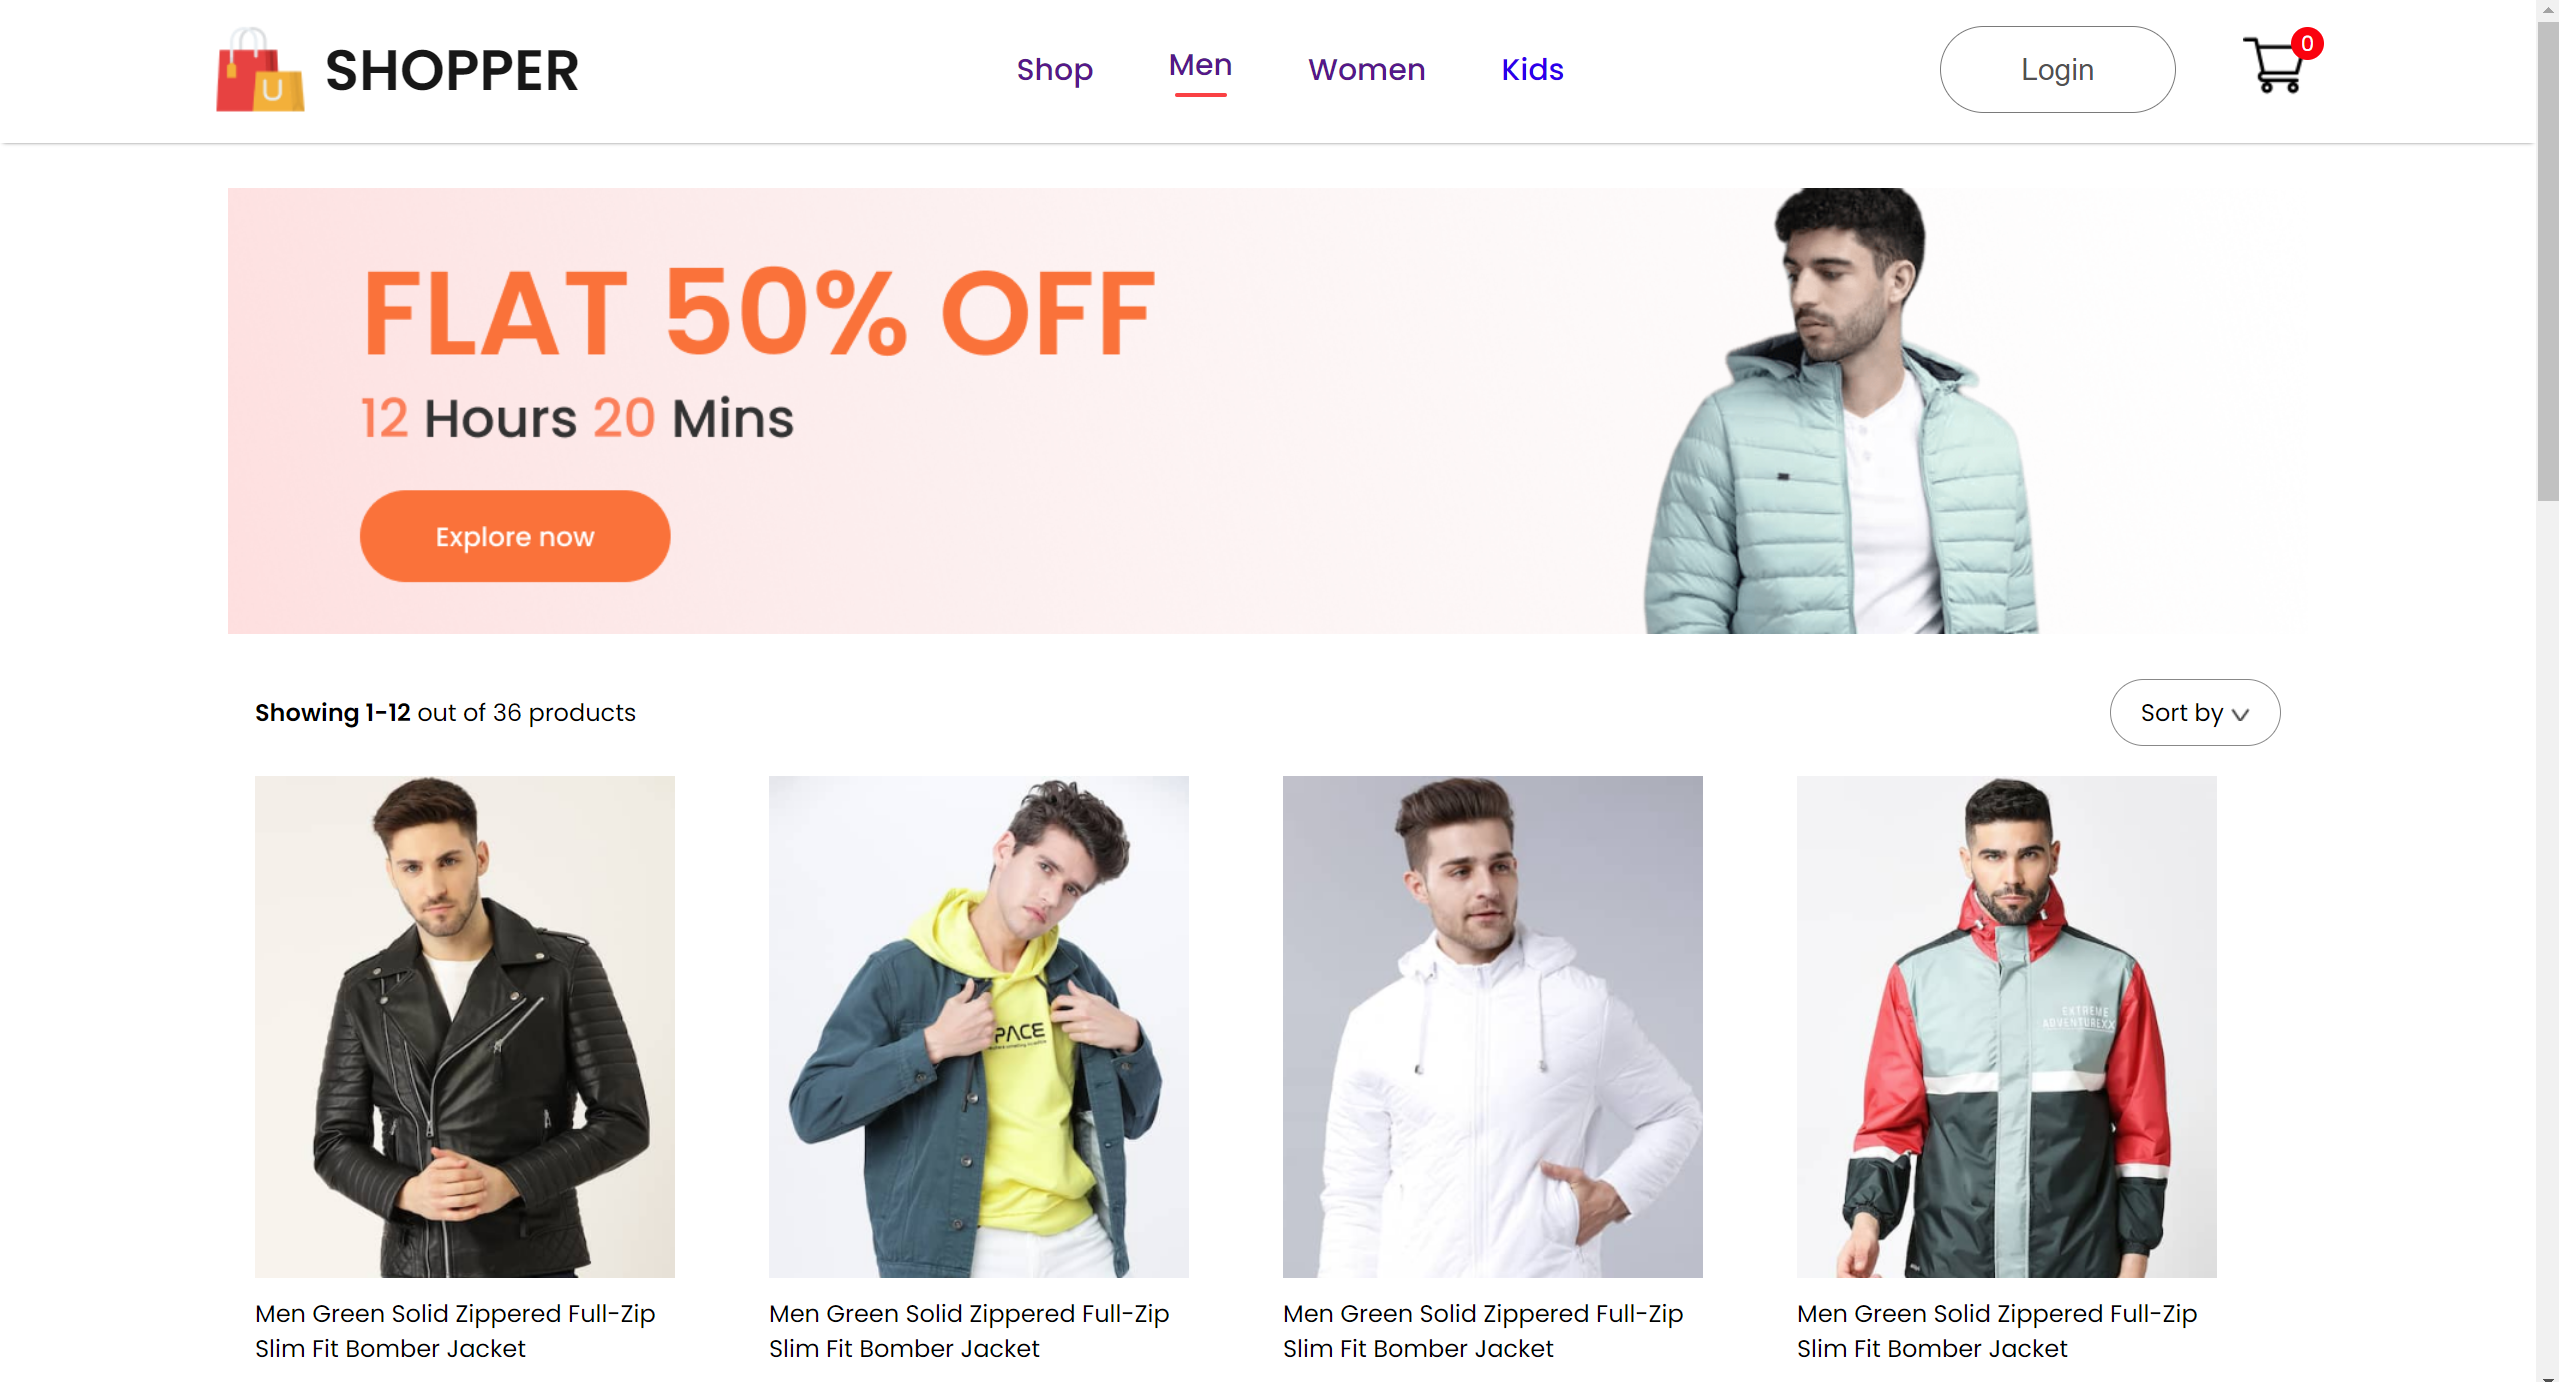 SHOPPER
Shop Men Women Kids Login 0
FLAT 50% OFF
12 Hours 20 Mins
Explore now
Showing 1-12 out of 36 products
Sort by
PACE
EXTREME
ADVENTUREXX
Men Green Solid Zippered Full-Zip
Slim Fit Bomber Jacket
Men Green Solid Zippered Full-Zip
Slim Fit Bomber Jacket
Men Green Solid Zippered Full-Zip
Slim Fit Bomber Jacket
Men Green Solid Zippered Full-Zip
Slim Fit Bomber Jacket